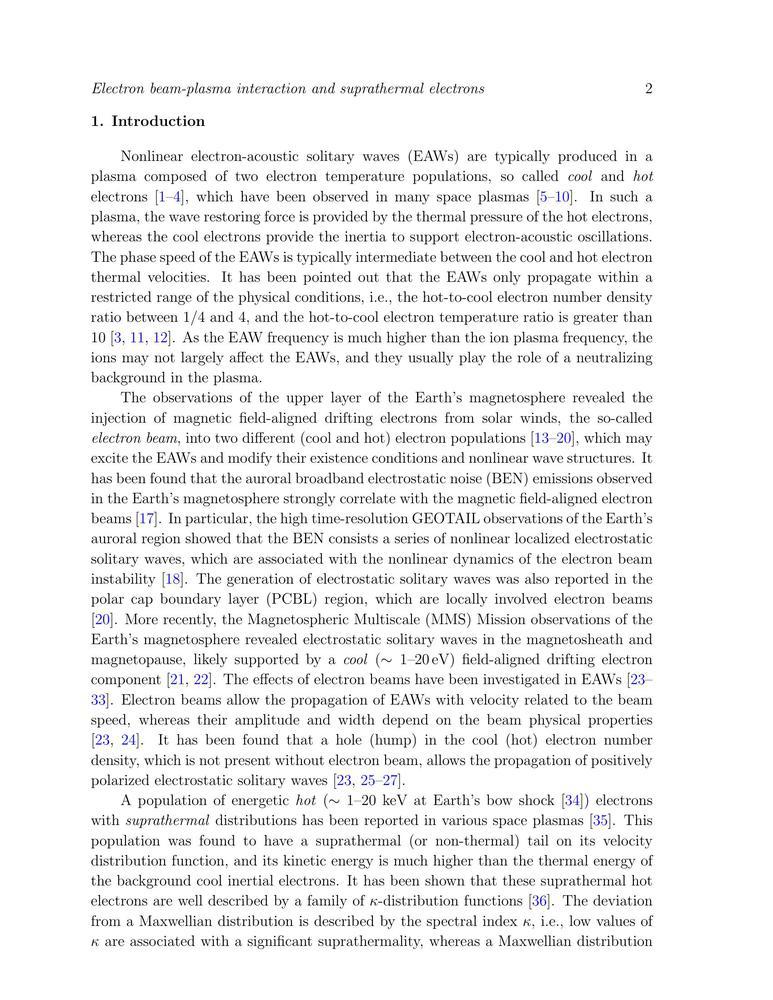 Electron beam-plasma interaction and suprathermal electrons 2
1. Introduction
Nonlinear electron-acoustic solitary waves (EAWs) are typically produced in a
plasma composed of two electron temperature populations, so called cool and hot
electrons [1–4], which have been observed in many space plasmas [5–10]. In such a
plasma, the wave restoring force is provided by the thermal pressure of the hot electrons,
whereas the cool electrons provide the inertia to support electron-acoustic oscillations.
The phase speed of the EAWs is typically intermediate between the cool and hot electron
thermal velocities. It has been pointed out that the EAWs only propagate within a
restricted range of the physical conditions, i.e., the hot-to-cool electron number density
ratio between 1/4 and 4, and the hot-to-cool electron temperature ratio is greater than
10 [3, 11, 12]. As the EAW frequency is much higher than the ion plasma frequency, the
ions may not largely affect the EAWs, and they usually play the role of a neutralizing
background in the plasma.
The observations of the upper layer of the Earth's magnetosphere revealed the
injection of magnetic field-aligned drifting electrons from solar winds, the so-called
electron beam, into two different (cool and hot) electron populations [13–20], which may
excite the EAWs and modify their existence conditions and nonlinear wave structures. It
has been found that the auroral broadband electrostatic noise (BEN) emissions observed
in the Earth's magnetosphere strongly correlate with the magnetic field-aligned electron
beams [17]. In particular, the high time-resolution GEOTAIL observations of the Earth's
auroral region showed that the BEN consists a series of nonlinear localized electrostatic
solitary waves, which are associated with the nonlinear dynamics of the electron beam
instability [18]. The generation of electrostatic solitary waves was also reported in the
polar cap boundary layer (PCBL) region, which are locally involved electron beams
[20]. More recently, the Magnetospheric Multiscale (MMS) Mission observations of the
Earth's magnetosphere revealed electrostatic solitary waves in the magnetosheath and
magnetopause, likely supported by a cool (∼ 1–20 eV) field-aligned drifting electron
component [21, 22]. The effects of electron beams have been investigated in EAWs [23–
33]. Electron beams allow the propagation of EAWs with velocity related to the beam
speed, whereas their amplitude and width depend on the beam physical properties
[23, 24]. It has been found that a hole (hump) in the cool (hot) electron number
density, which is not present without electron beam, allows the propagation of positively
polarized electrostatic solitary waves [23, 25–27].
A population of energetic hot (∼ 1–20 keV at Earth's bow shock [34]) electrons
with suprathermal distributions has been reported in various space plasmas [35]. This
population was found to have a suprathermal (or non-thermal) tail on its velocity
distribution function, and its kinetic energy is much higher than the thermal energy of
the background cool inertial electrons. It has been shown that these suprathermal hot
electrons are well described by a family of κ-distribution functions [36]. The deviation
from a Maxwellian distribution is described by the spectral index κ, i.e., low values of
κ are associated with a significant suprathermality, whereas a Maxwellian distribution